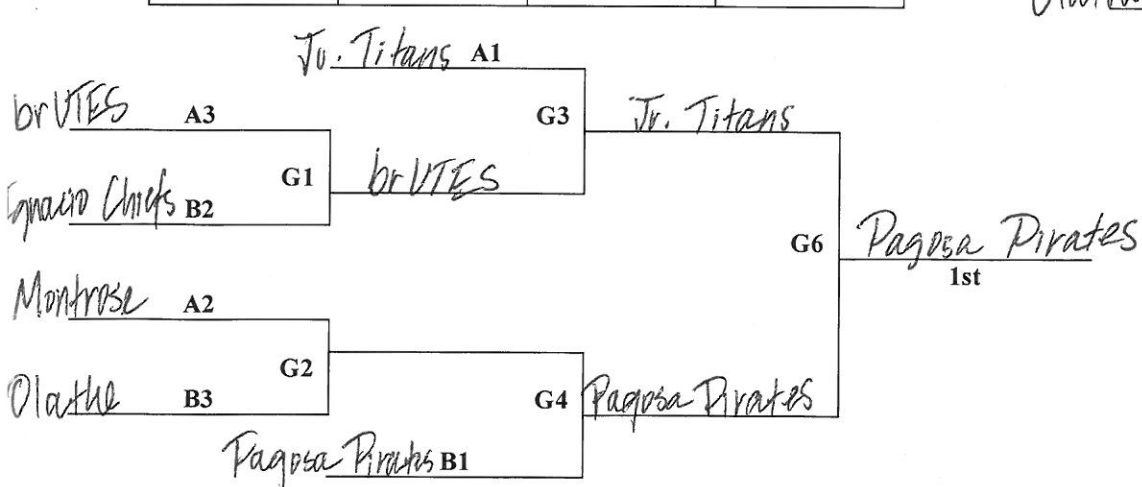 Jr. Titans A1
brUTES A3
G3 Jr. Titans
G1 brUTES
Ignacio Chiefs B2
G6 Pagosa Pirates
1st
Montrose A2
G2
Olathe B3
G4 Pagosa Pirates
Pagosa Pirates B1